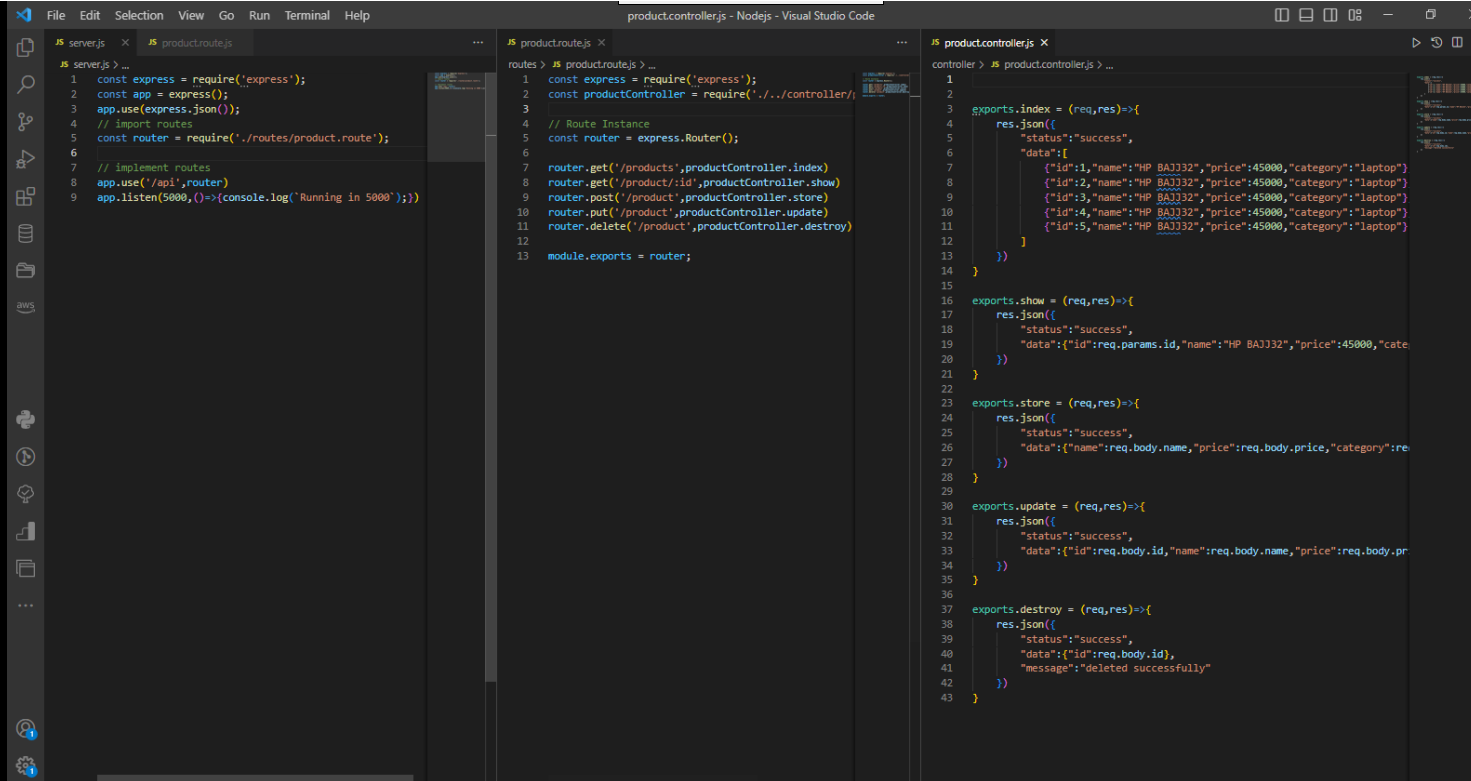 File Edit Selection View Go Run Terminal Help
product.controller.js - Nodejs - Visual Studio Code
JS server.js ×
JS product.route.js
JS server.js > ...
1 const express = require('express');
2 const app = express();
3 app.use(express.json());
4 // import routes
5 const router = require('./routes/product.route');
6
7 // implement routes
8 app.use('/api',router)
9 app.listen(5000,()=>{console.log(`Running in 5000`);})
JS product.route.js ×
routes > JS product.route.js > ...
1 const express = require('express');
2 const productController = require('./../controller/
3
4 // Route Instance
5 const router = express.Router();
6
7 router.get('/products',productController.index)
8 router.get('/product/:id',productController.show)
9 router.post('/product',productController.store)
10 router.put('/product',productController.update)
11 router.delete('/product',productController.destroy)
12
13 module.exports = router;
JS product.controller.js ×
controller > JS product.controller.js > ...
1
2
3 exports.index = (req,res)=>{
4 res.json({
5 "status":"success",
6 "data":[
7 {"id":1,"name":"HP BAJJ32","price":45000,"category":"laptop"}
8 {"id":2,"name":"HP BAJJ32","price":45000,"category":"laptop"}
9 {"id":3,"name":"HP BAJJ32","price":45000,"category":"laptop"}
10 {"id":4,"name":"HP BAJJ32","price":45000,"category":"laptop"}
11 {"id":5,"name":"HP BAJJ32","price":45000,"category":"laptop"}
12 ]
13 })
14 }
15
16 exports.show = (req,res)=>{
17 res.json({
18 "status":"success",
19 "data":{"id":req.params.id,"name":"HP BAJJ32","price":45000,"cate
20 })
21 }
22
23 exports.store = (req,res)=>{
24 res.json({
25 "status":"success",
26 "data":{"name":req.body.name,"price":req.body.price,"category":re
27 })
28 }
29
30 exports.update = (req,res)=>{
31 res.json({
32 "status":"success",
33 "data":{"id":req.body.id,"name":req.body.name,"price":req.body.pr
34 })
35 }
36
37 exports.destroy = (req,res)=>{
38 res.json({
39 "status":"success",
40 "data":{"id":req.body.id},
41 "message":"deleted successfully"
42 })
43 }
aws
1
1